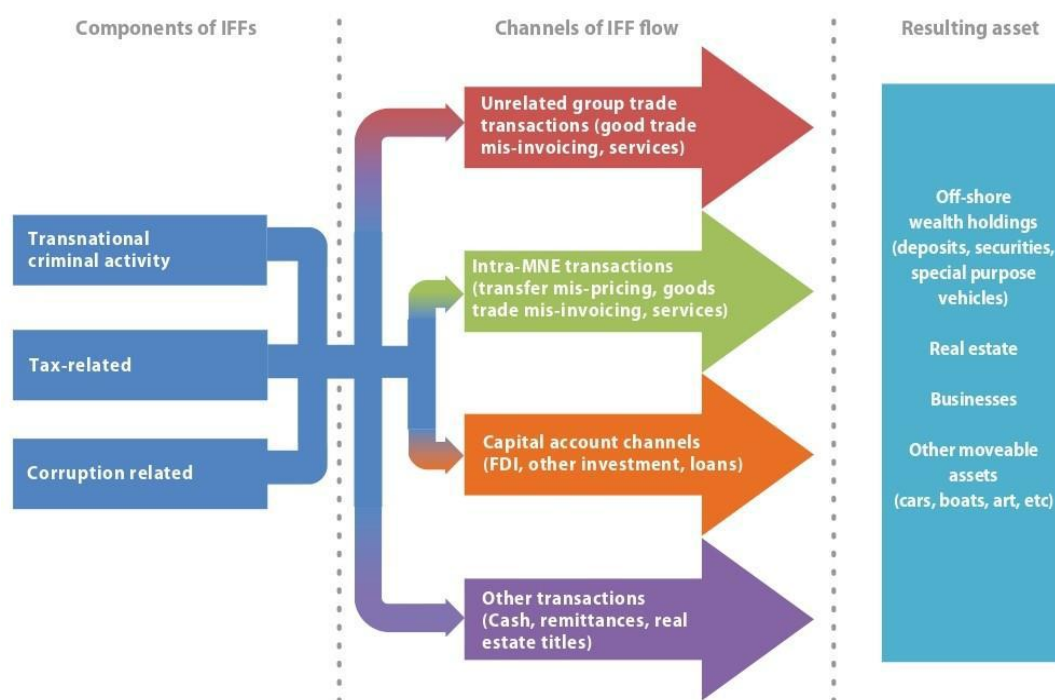 Components of IFFs
Channels of IFF flow
Resulting asset
Transnational
criminal activity
Tax-related
Corruption related
Unrelated group trade
transactions (good trade
mis-invoicing, services)
Intra-MNE transactions
(transfer mis-pricing, goods
trade mis-invoicing, services)
Capital account channels
(FDI, other investment, loans)
Other transactions
(Cash, remittances, real
estate titles)
Off-shore
wealth holdings
(deposits, securities,
special purpose
vehicles)
Real estate
Businesses
Other moveable
assets
(cars, boats, art, etc)